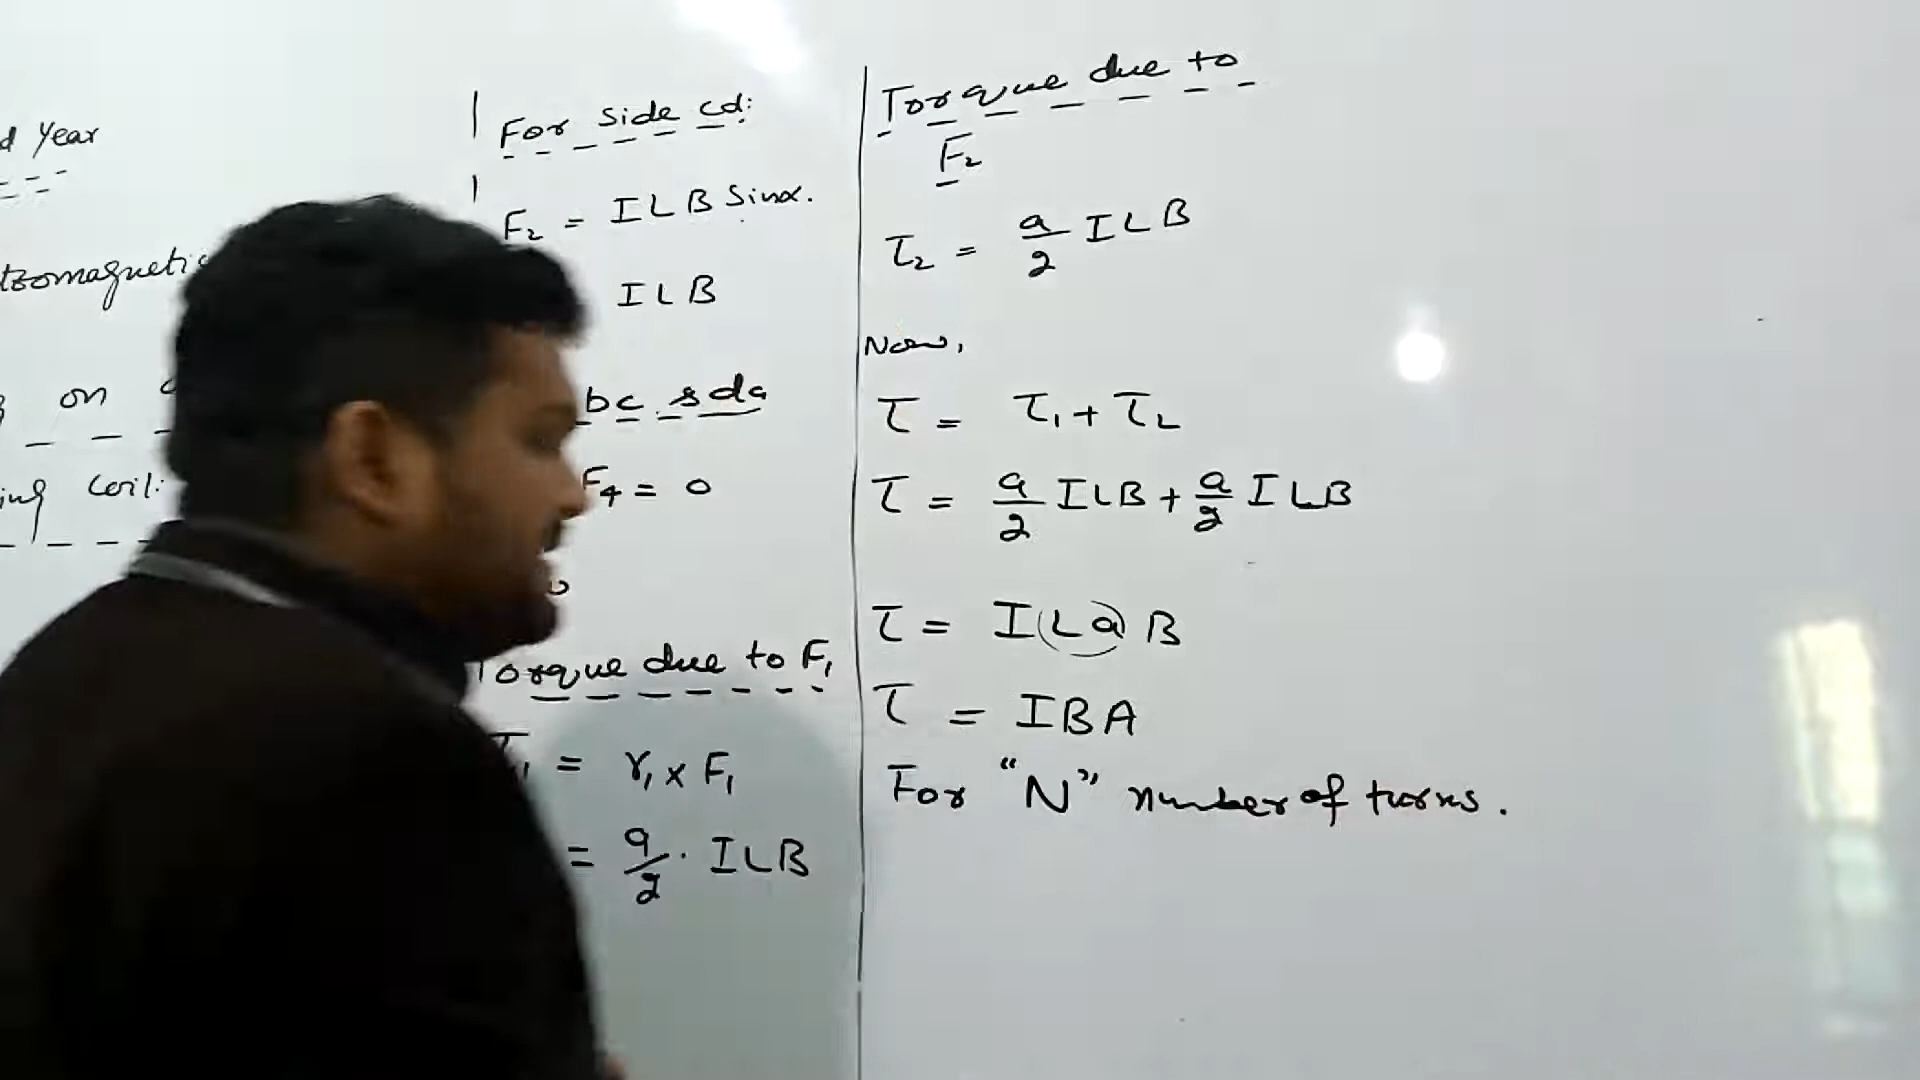 Year
on
coil:
For side cd:
F₂ = ILB Sinα.
ILB
bc & da
F₄ = 0
Torque due to F₁
= r₁ × F₁
= a/2 · ILB
Torque due to
F₂
τ₂ = a/2 ILB
Now,
τ = τ₁ + τ₂
τ = a/2 ILB + a/2 ILB
τ = I(La)B
τ = IBA
For "N" number of turns.